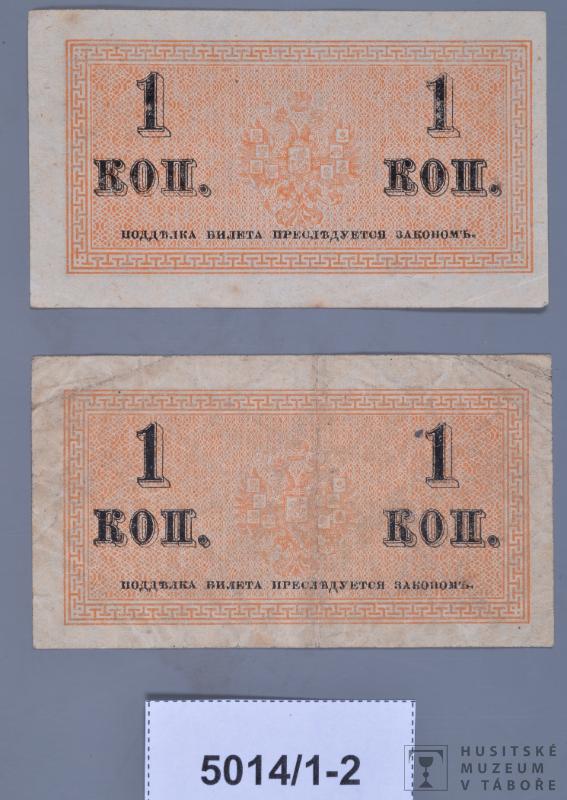 1 1
КОП. КОП.
ПОДДѢЛКА БИЛЕТА ПРЕСЛѢДУЕТСЯ ЗАКОНОМЪ.
1 1
КОП. КОП.
ПОДДѢЛКА БИЛЕТА ПРЕСЛѢДУЕТСЯ ЗАКОНОМЪ.
5014/1-2
HUSITSKÉ
MUZEUM
V TÁBOŘE